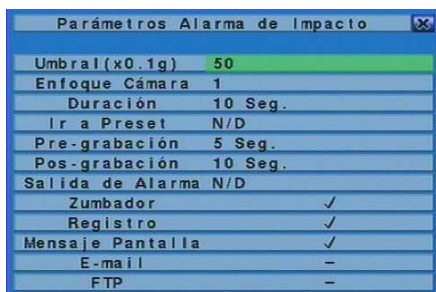 Parámetros Alarma de Impacto
Umbral(x0.1g) 50
Enfoque Cámara 1
Duración 10 Seg.
Ir a Preset N/D
Pre-grabación 5 Seg.
Pos-grabación 10 Seg.
Salida de Alarma N/D
Zumbador ✓
Registro ✓
Mensaje Pantalla ✓
E-mail –
FTP –